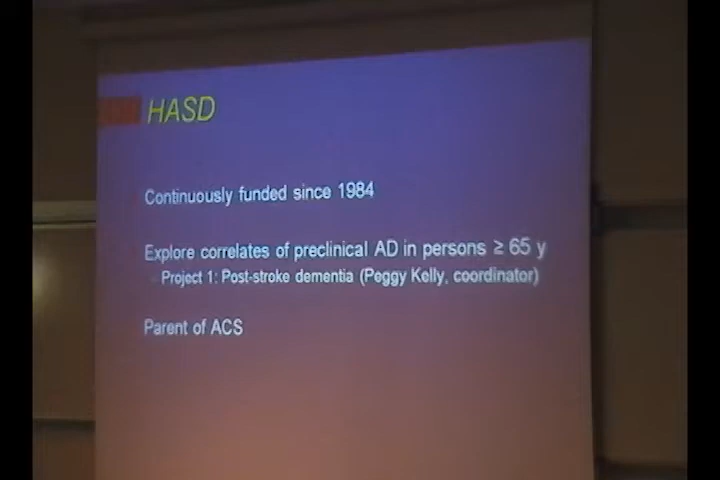 HASD
Continuously funded since 1984
Explore correlates of preclinical AD in persons ≥ 65 y
Project 1: Post-stroke dementia (Peggy Kelly, coordinator)
Parent of ACS